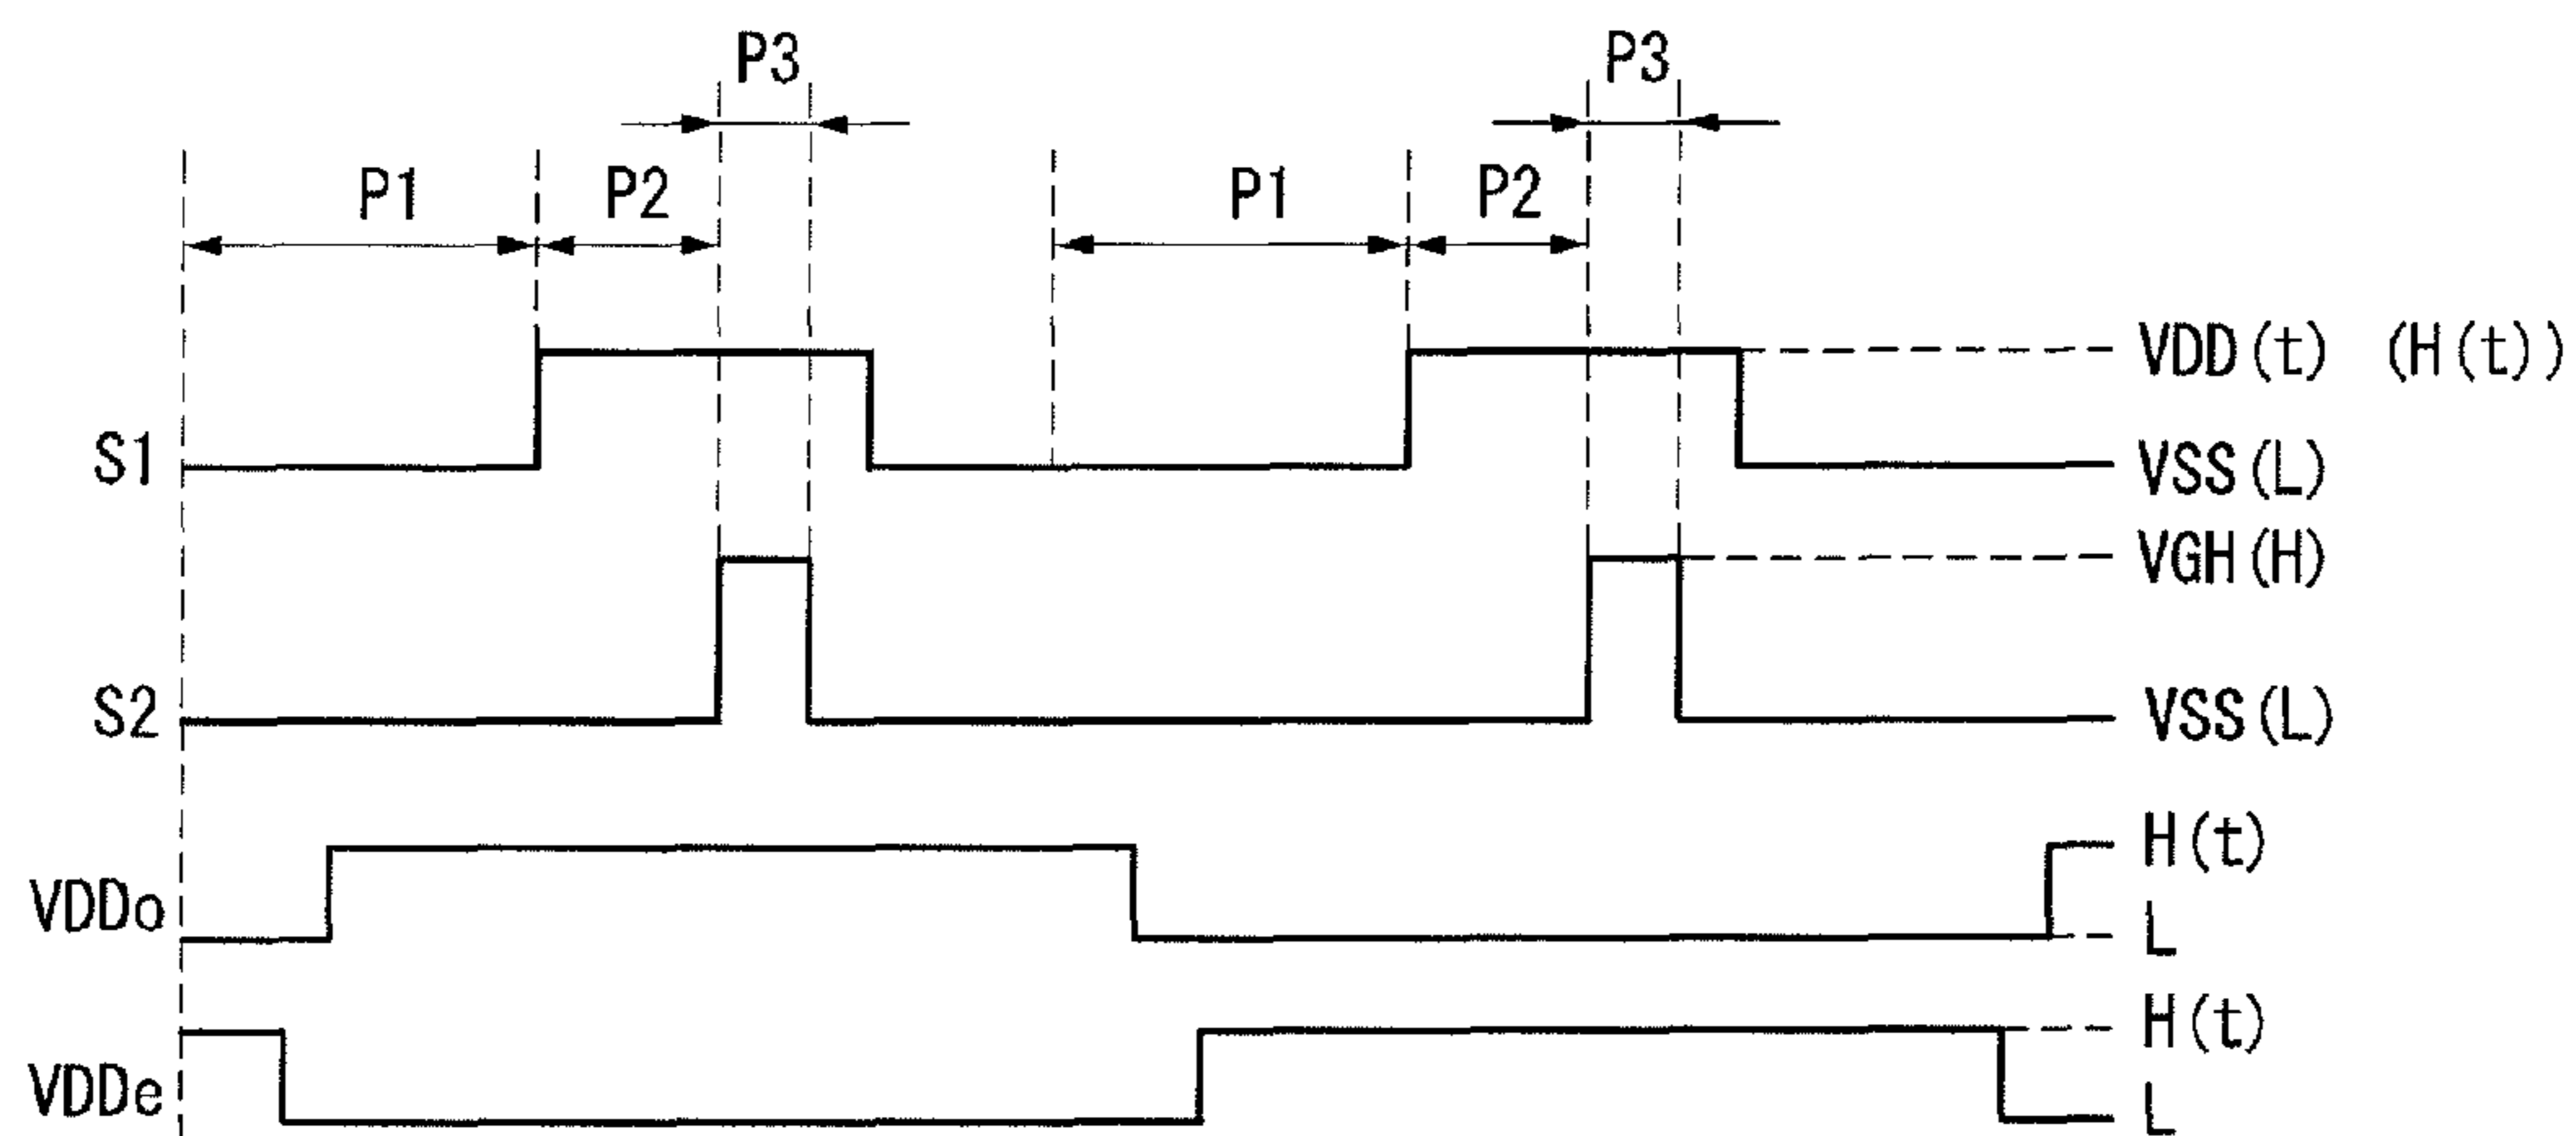 P3 P3
P1 P2 P1 P2
VDD(t) (H(t))
S1 VSS(L)
VGH(H)
S2 VSS(L)
H(t)
VDDo L
H(t)
VDDe L